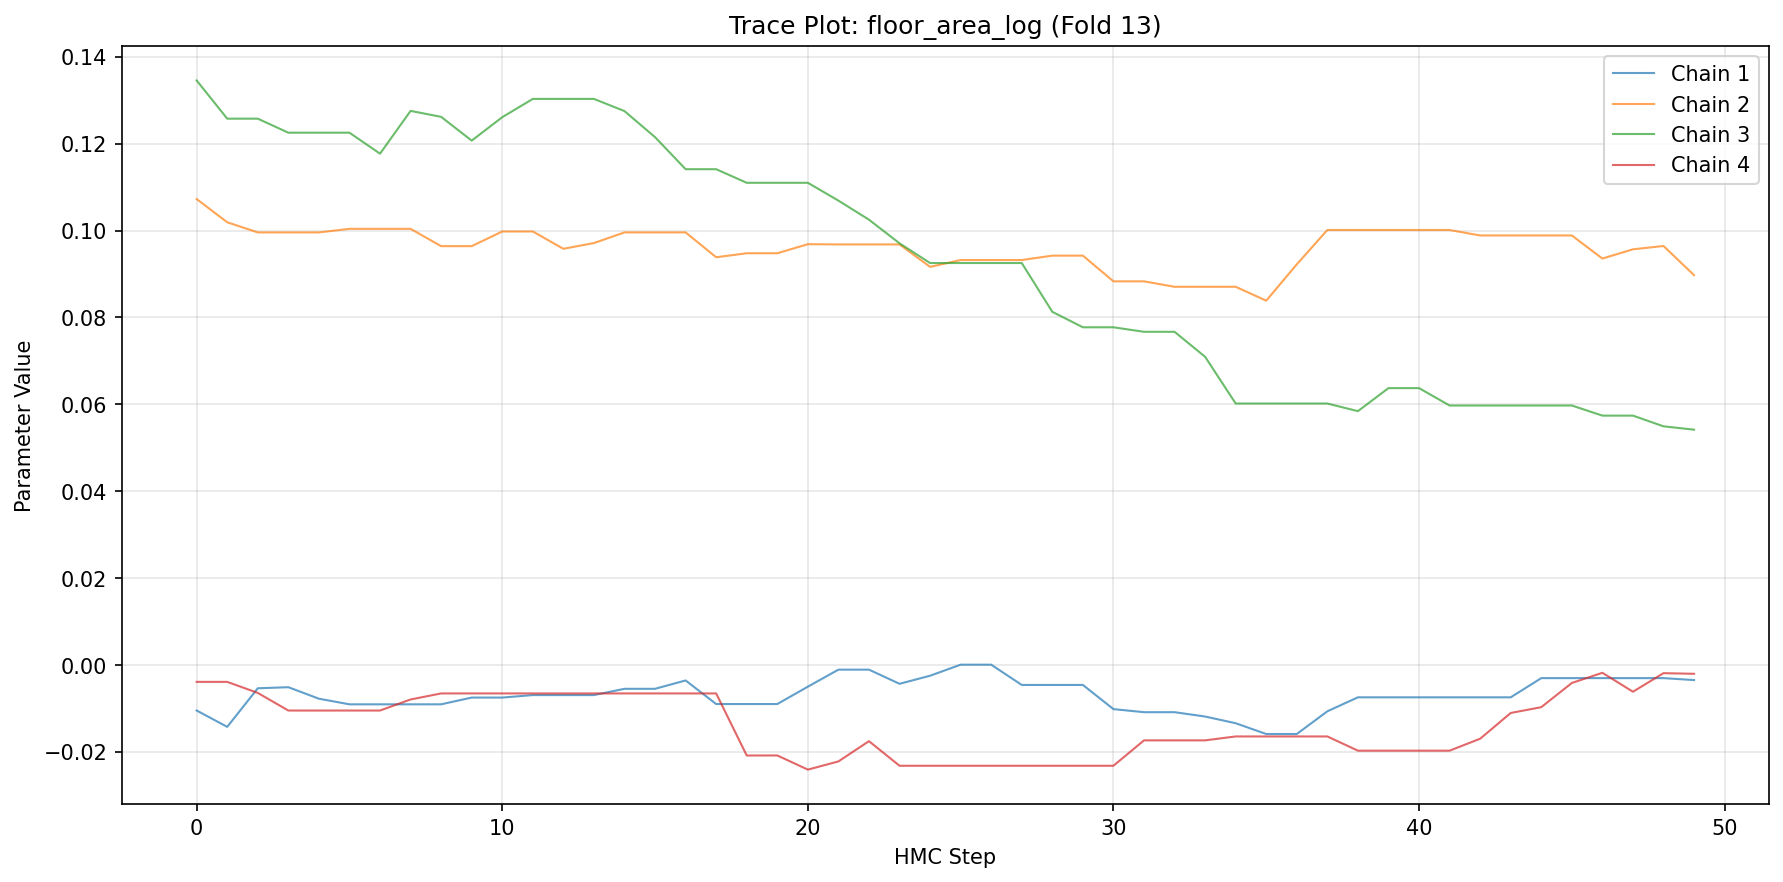 Trace Plot: floor_area_log (Fold 13)
Chain 1
Chain 2
Chain 3
Chain 4
Parameter Value
0.14
0.12
0.10
0.08
0.06
0.04
0.02
0.00
−0.02
0 10 20 30 40 50
HMC Step